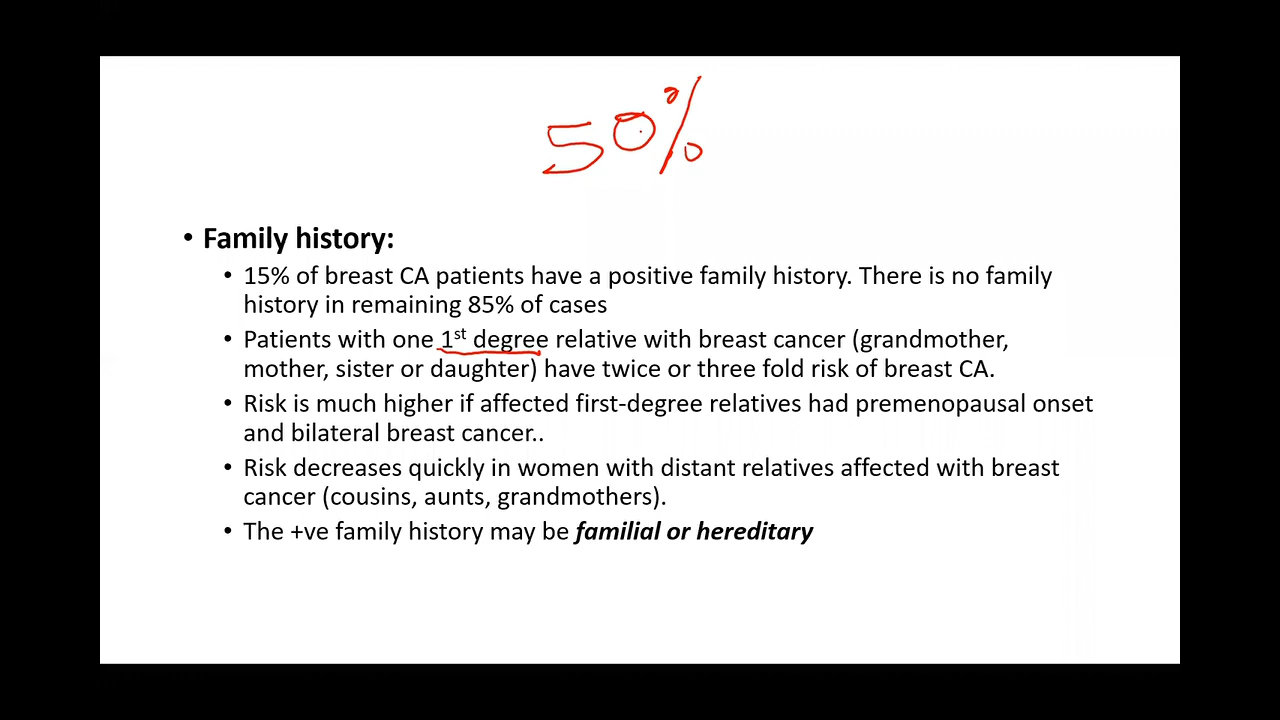 50%
• Family history:
• 15% of breast CA patients have a positive family history. There is no family
history in remaining 85% of cases
• Patients with one 1st degree relative with breast cancer (grandmother,
mother, sister or daughter) have twice or three fold risk of breast CA.
• Risk is much higher if affected first-degree relatives had premenopausal onset
and bilateral breast cancer..
• Risk decreases quickly in women with distant relatives affected with breast
cancer (cousins, aunts, grandmothers).
• The +ve family history may be familial or hereditary